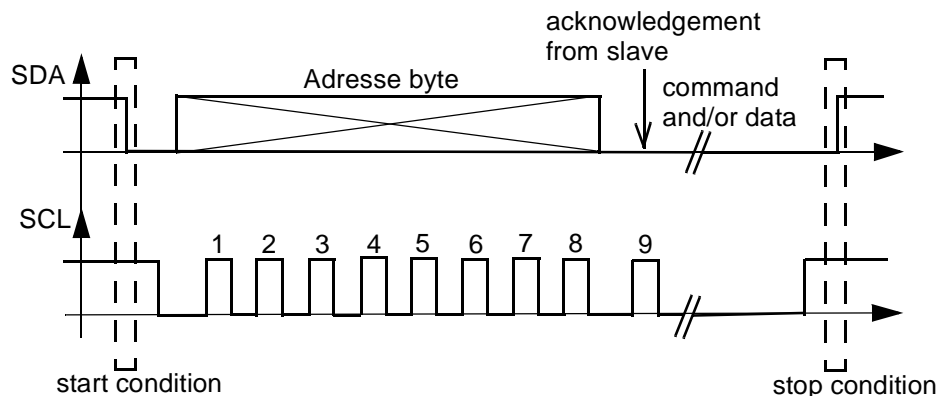 acknowledgement
from slave
SDA
Adresse byte
command
and/or data
SCL
1 2 3 4 5 6 7 8 9
start condition
stop condition